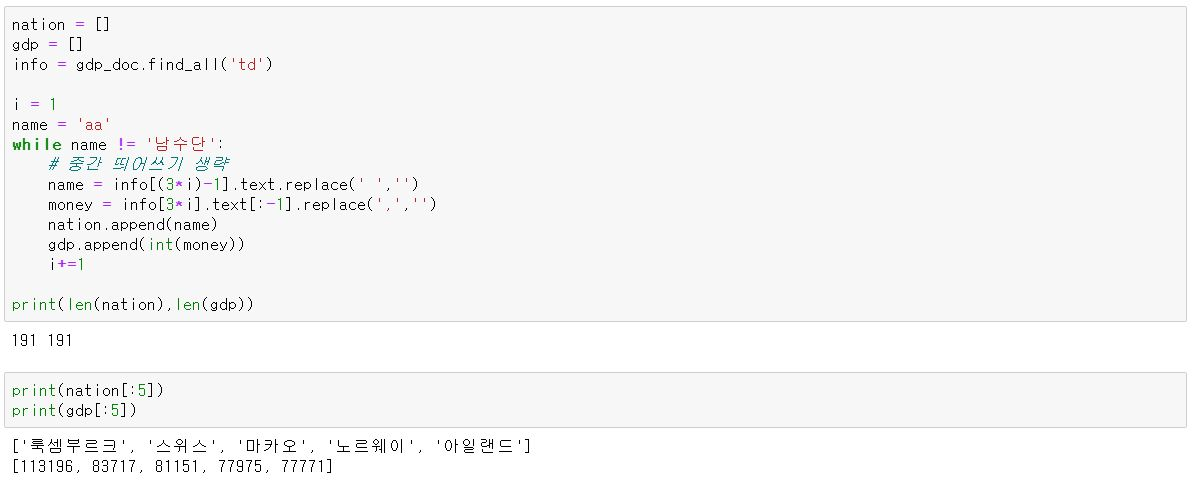 nation = []
gdp = []
info = gdp_doc.find_all('td')
i = 1
name = 'aa'
while name != '남수단':
# 중간 띄어쓰기 생략
name = info[(3*i)-1].text.replace(' ','')
money = info[3*i].text[:-1].replace(',','')
nation.append(name)
gdp.append(int(money))
i+=1
print(len(nation),len(gdp))
191 191
print(nation[:5])
print(gdp[:5])
['룩셈부르크', '스위스', '마카오', '노르웨이', '아일랜드']
[113196, 83717, 81151, 77975, 77771]